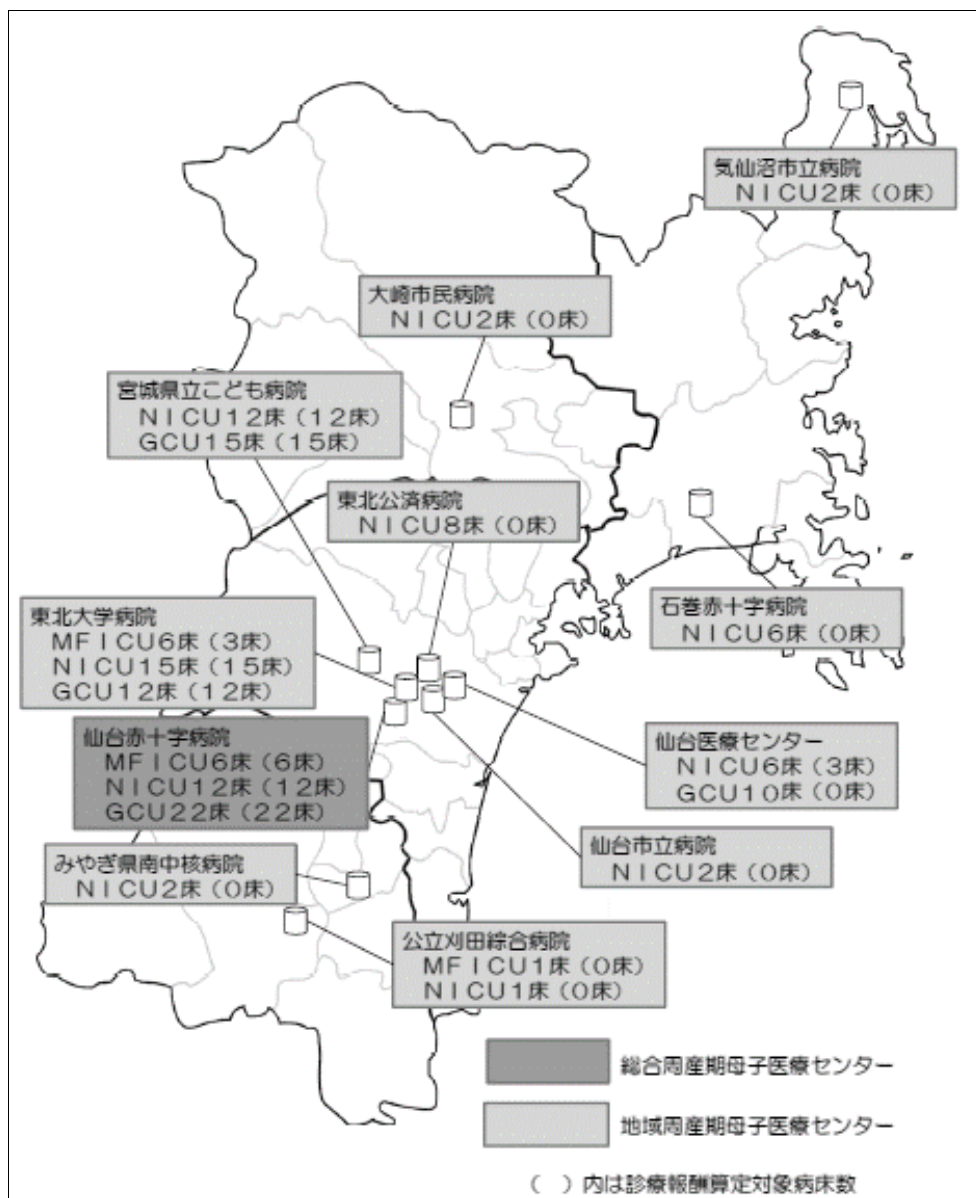 気仙沼市立病院
NICU2床(0床)
大崎市民病院
NICU2床(0床)
宮城県立こども病院
NICU12床(12床)
GCU15床(15床)
東北公済病院
NICU8床(0床)
東北大学病院
MFICU6床(3床)
NICU15床(15床)
GCU12床(12床)
石巻赤十字病院
NICU6床(0床)
仙台赤十字病院
MFICU6床(6床)
NICU12床(12床)
GCU22床(22床)
仙台医療センター
NICU6床(3床)
GCU10床(0床)
仙台市立病院
NICU2床(0床)
みやぎ県南中核病院
NICU2床(0床)
公立刈田綜合病院
MFICU1床(0床)
NICU1床(0床)
総合周産期母子医療センター
地域周産期母子医療センター
( )内は診療報酬算定対象病床数